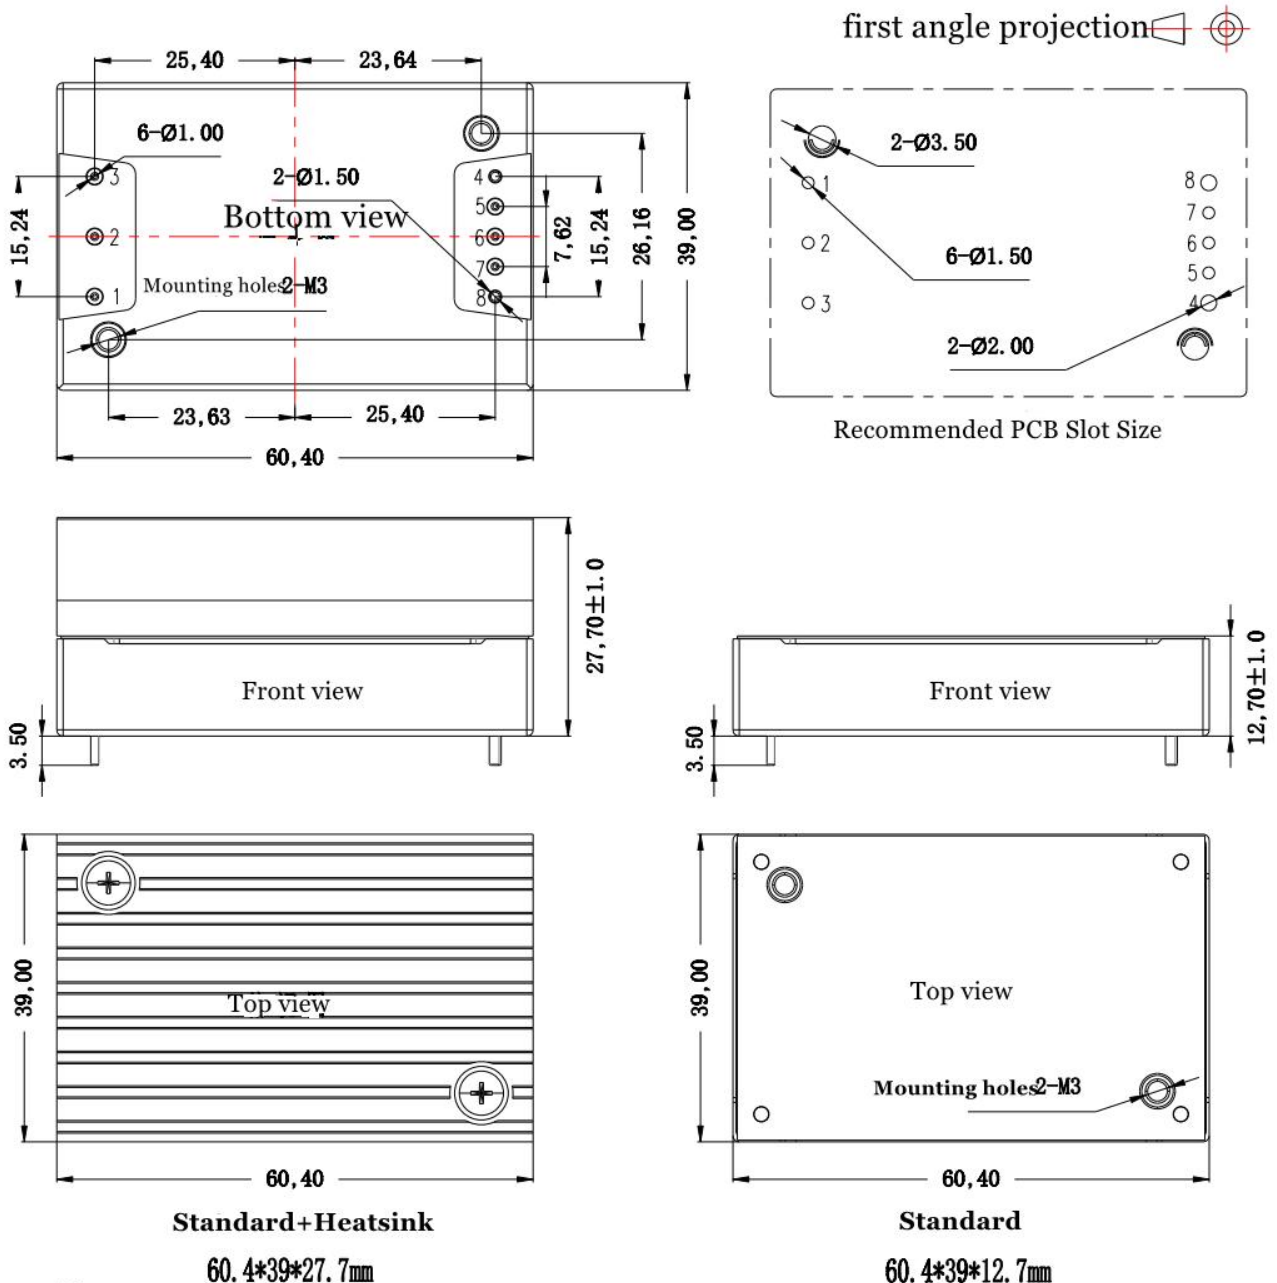 first angle projection
25,40
23,64
6-Ø1.00
2-Ø3.50
2-Ø1.50
3
4
1
8
15,24
Bottom view
5
7,62
15,24
26,16
39,00
7
2
6
2
6
6-Ø1.50
7
5
1
Mounting holes 2-M3
8
3
4
2-Ø2.00
23,63
25,40
Recommended PCB Slot Size
60,40
27,70±1.0
12,70±1.0
Front view
Front view
3.50
3.50
39,00
Top view
39,00
Top view
Mounting holes 2-M3
60,40
60,40
Standard+Heatsink
Standard
60.4*39*27.7mm
60.4*39*12.7mm